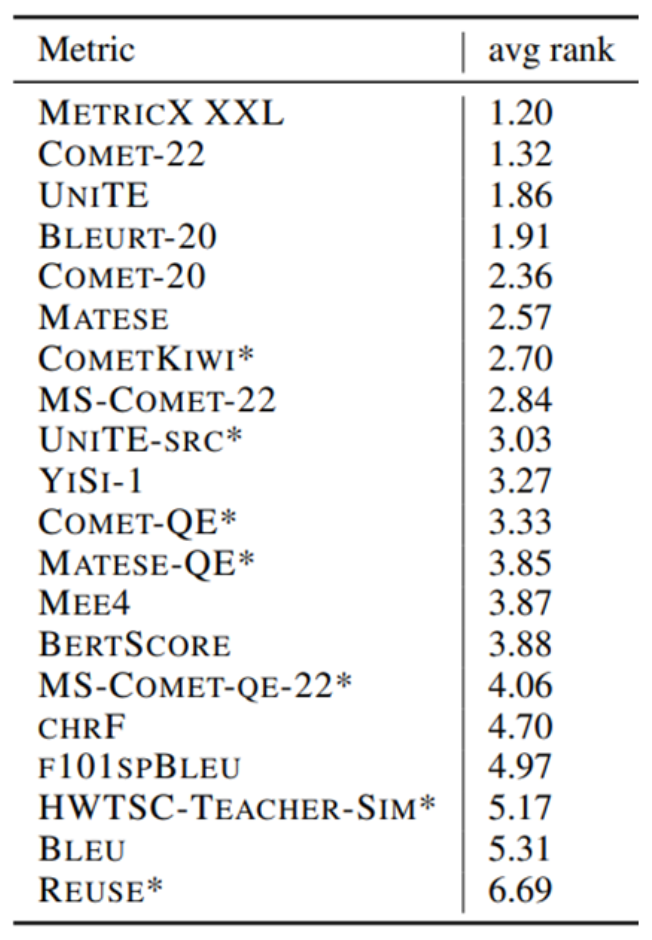 Metric avg rank
METRICX XXL 1.20
COMET-22 1.32
UNITE 1.86
BLEURT-20 1.91
COMET-20 2.36
MATESE 2.57
COMETKIWI* 2.70
MS-COMET-22 2.84
UNITE-SRC* 3.03
YISI-1 3.27
COMET-QE* 3.33
MATESE-QE* 3.85
MEE4 3.87
BERTSCORE 3.88
MS-COMET-QE-22* 4.06
CHRF 4.70
F101SPBLEU 4.97
HWTSC-TEACHER-SIM* 5.17
BLEU 5.31
REUSE* 6.69